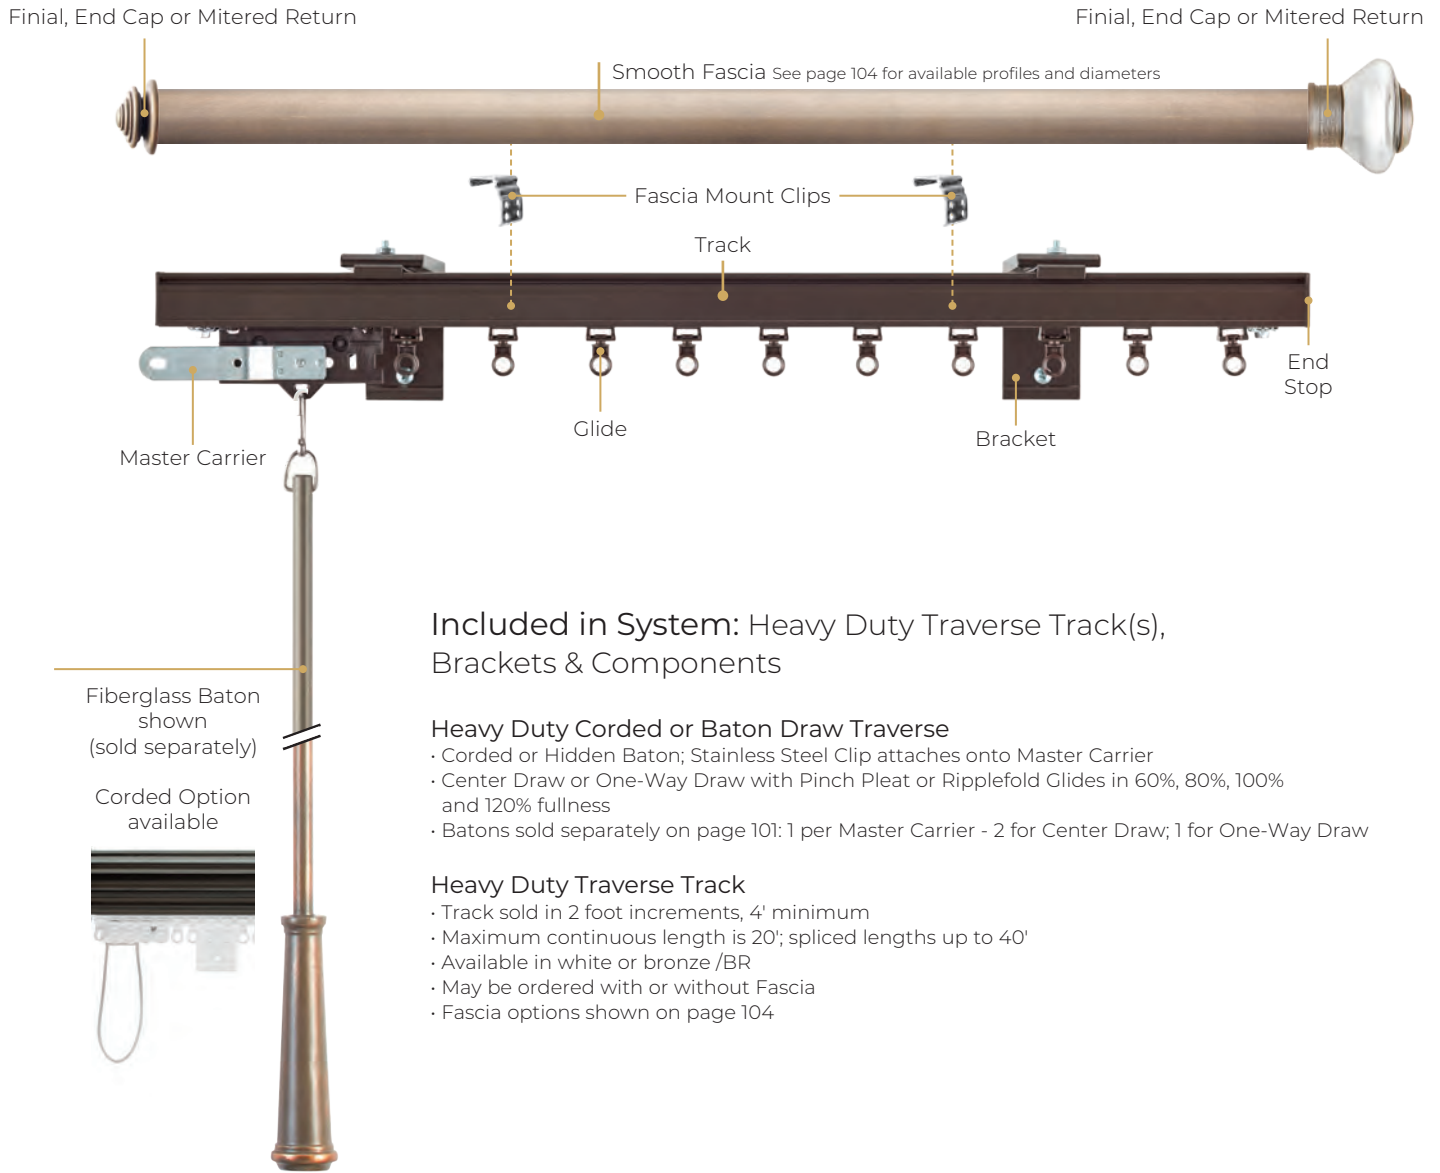 Finial, End Cap or Mitered Return
Finial, End Cap or Mitered Return
Smooth Fascia See page 104 for available profiles and diameters
Fascia Mount Clips
Track
End
Stop
Glide
Bracket
Master Carrier
Included in System: Heavy Duty Traverse Track(s),
Brackets & Components
Fiberglass Baton
shown
(sold separately)
Corded Option
available
Heavy Duty Corded or Baton Draw Traverse
• Corded or Hidden Baton; Stainless Steel Clip attaches onto Master Carrier
• Center Draw or One-Way Draw with Pinch Pleat or Ripplefold Glides in 60%, 80%, 100%
and 120% fullness
• Batons sold separately on page 101: 1 per Master Carrier - 2 for Center Draw; 1 for One-Way Draw
Heavy Duty Traverse Track
• Track sold in 2 foot increments, 4' minimum
• Maximum continuous length is 20'; spliced lengths up to 40'
• Available in white or bronze /BR
• May be ordered with or without Fascia
• Fascia options shown on page 104